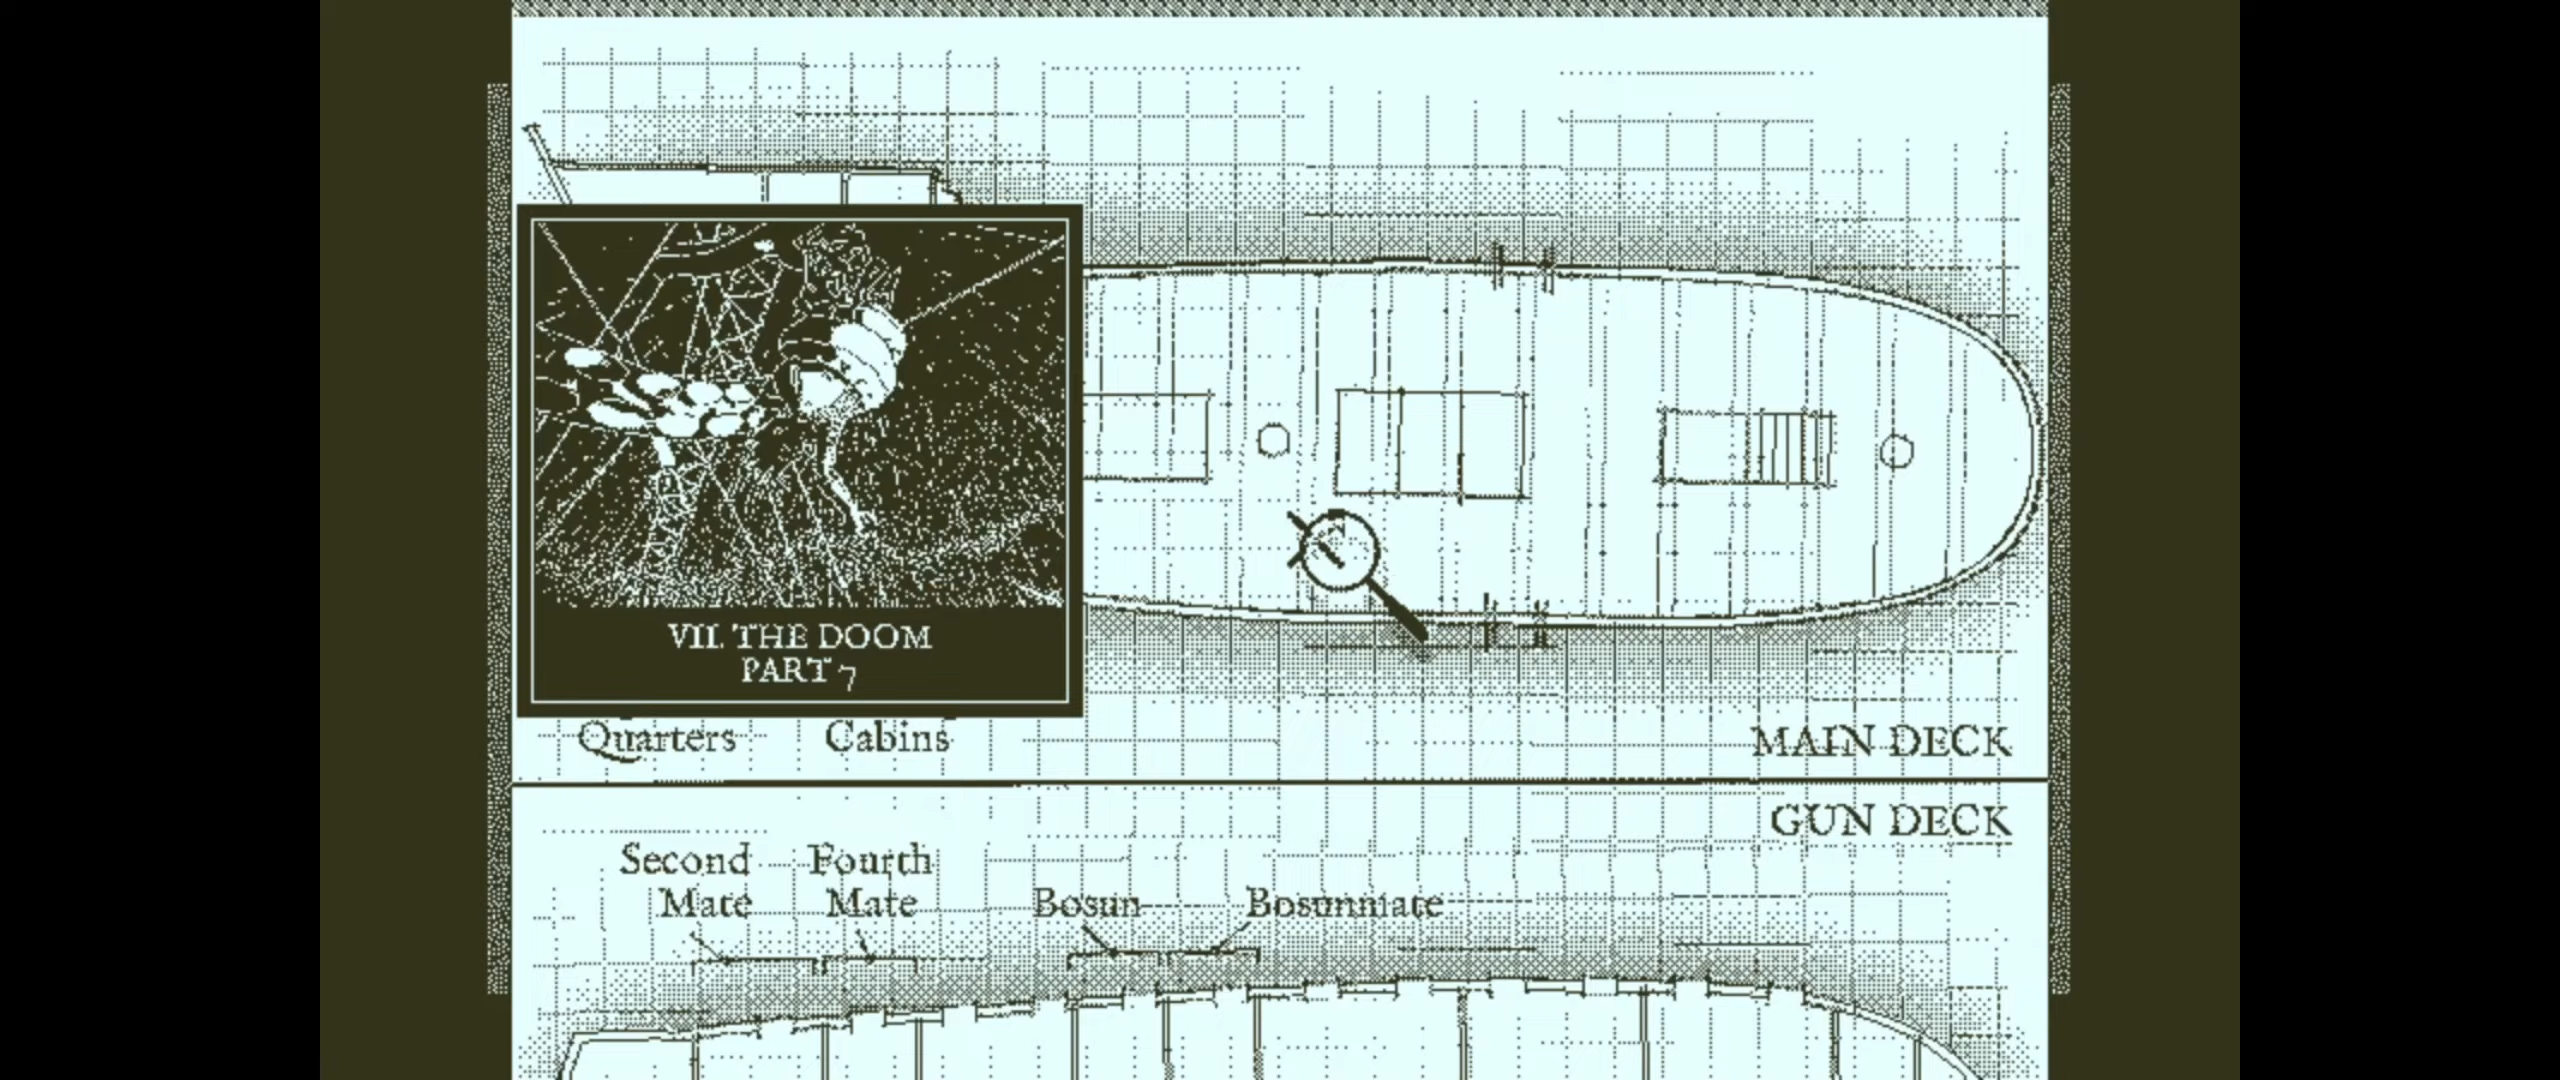 VII. THE DOOM
PART 7
Quarters
Cabins
MAIN DECK
GUN DECK
Second
Mate
Fourth
Mate
Bosun
Bosunmate